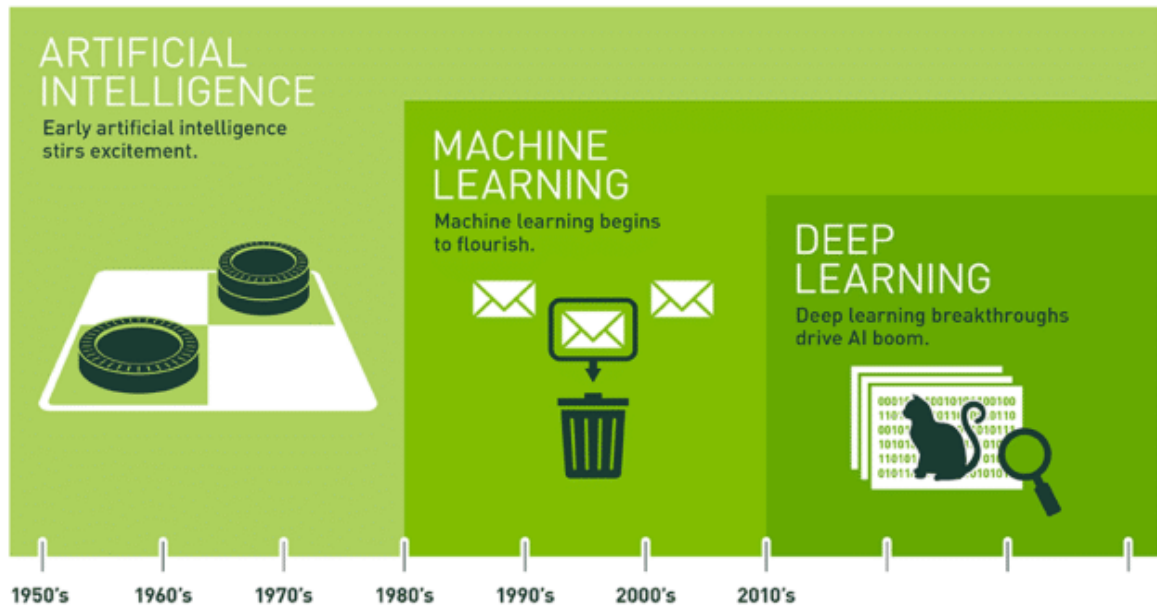 ARTIFICIAL
INTELLIGENCE
Early artificial intelligence
stirs excitement.
MACHINE
LEARNING
Machine learning begins
to flourish.
DEEP
LEARNING
Deep learning breakthroughs
drive AI boom.
1950's 1960's 1970's 1980's 1990's 2000's 2010's